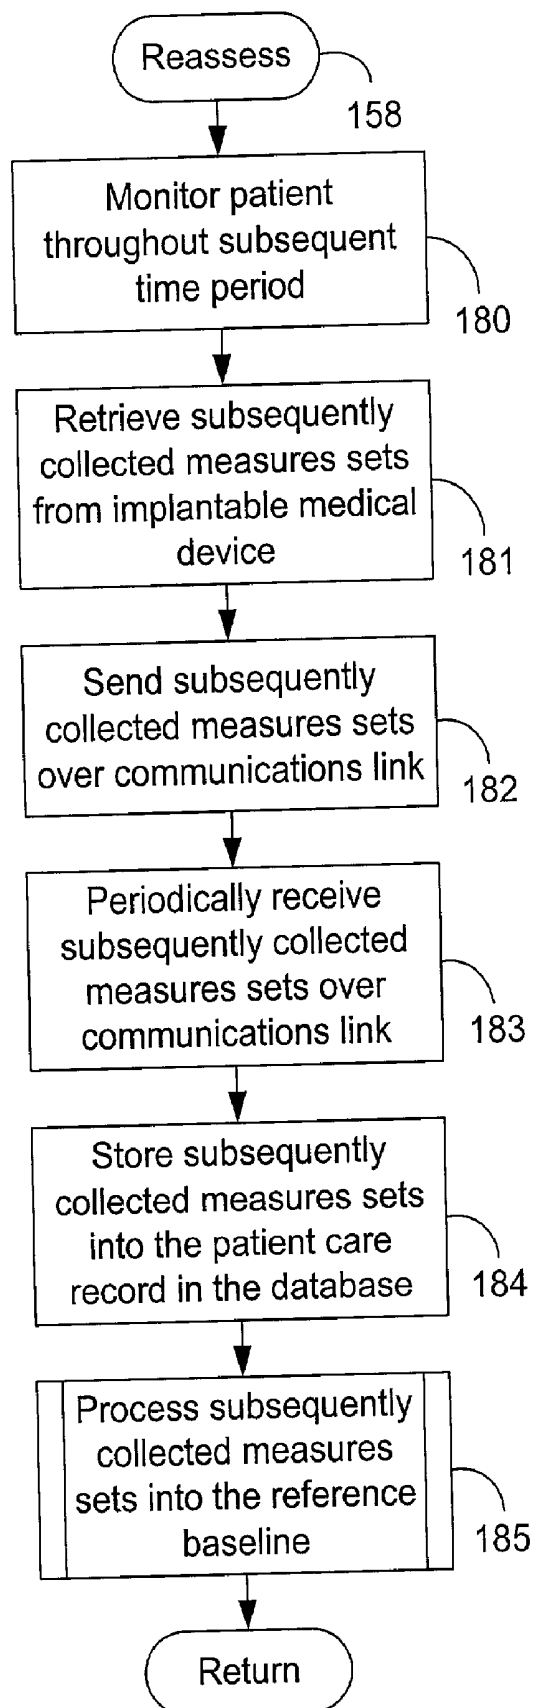 Reassess
158
Monitor patient
throughout subsequent
time period
180
Retrieve subsequently
collected measures sets
from implantable medical
device
181
Send subsequently
collected measures sets
over communications link
182
Periodically receive
subsequently collected
measures sets over
communications link
183
Store subsequently
collected measures sets
into the patient care
record in the database
184
Process subsequently
collected measures
sets into the reference
baseline
185
Return